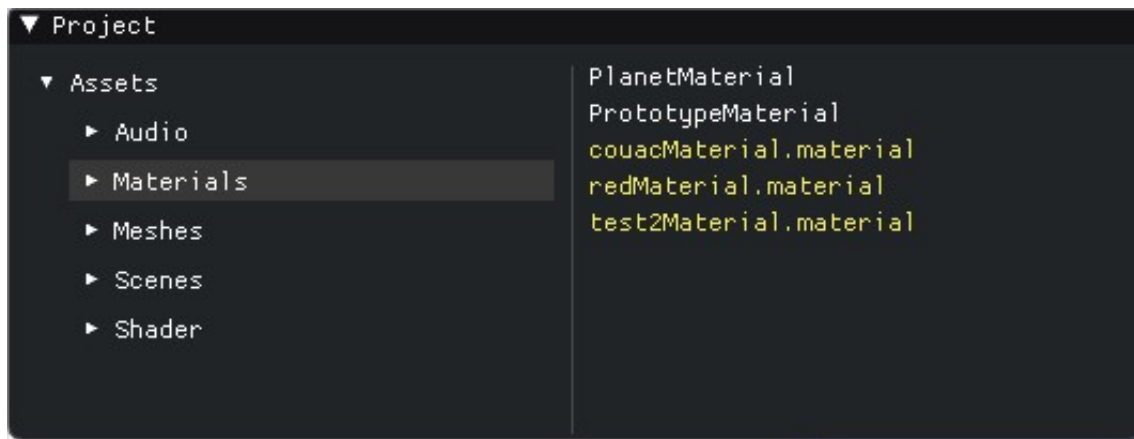 Project
Assets
Audio
Materials
Meshes
Scenes
Shader
PlanetMaterial
PrototypeMaterial
couacMaterial.material
redMaterial.material
test2Material.material